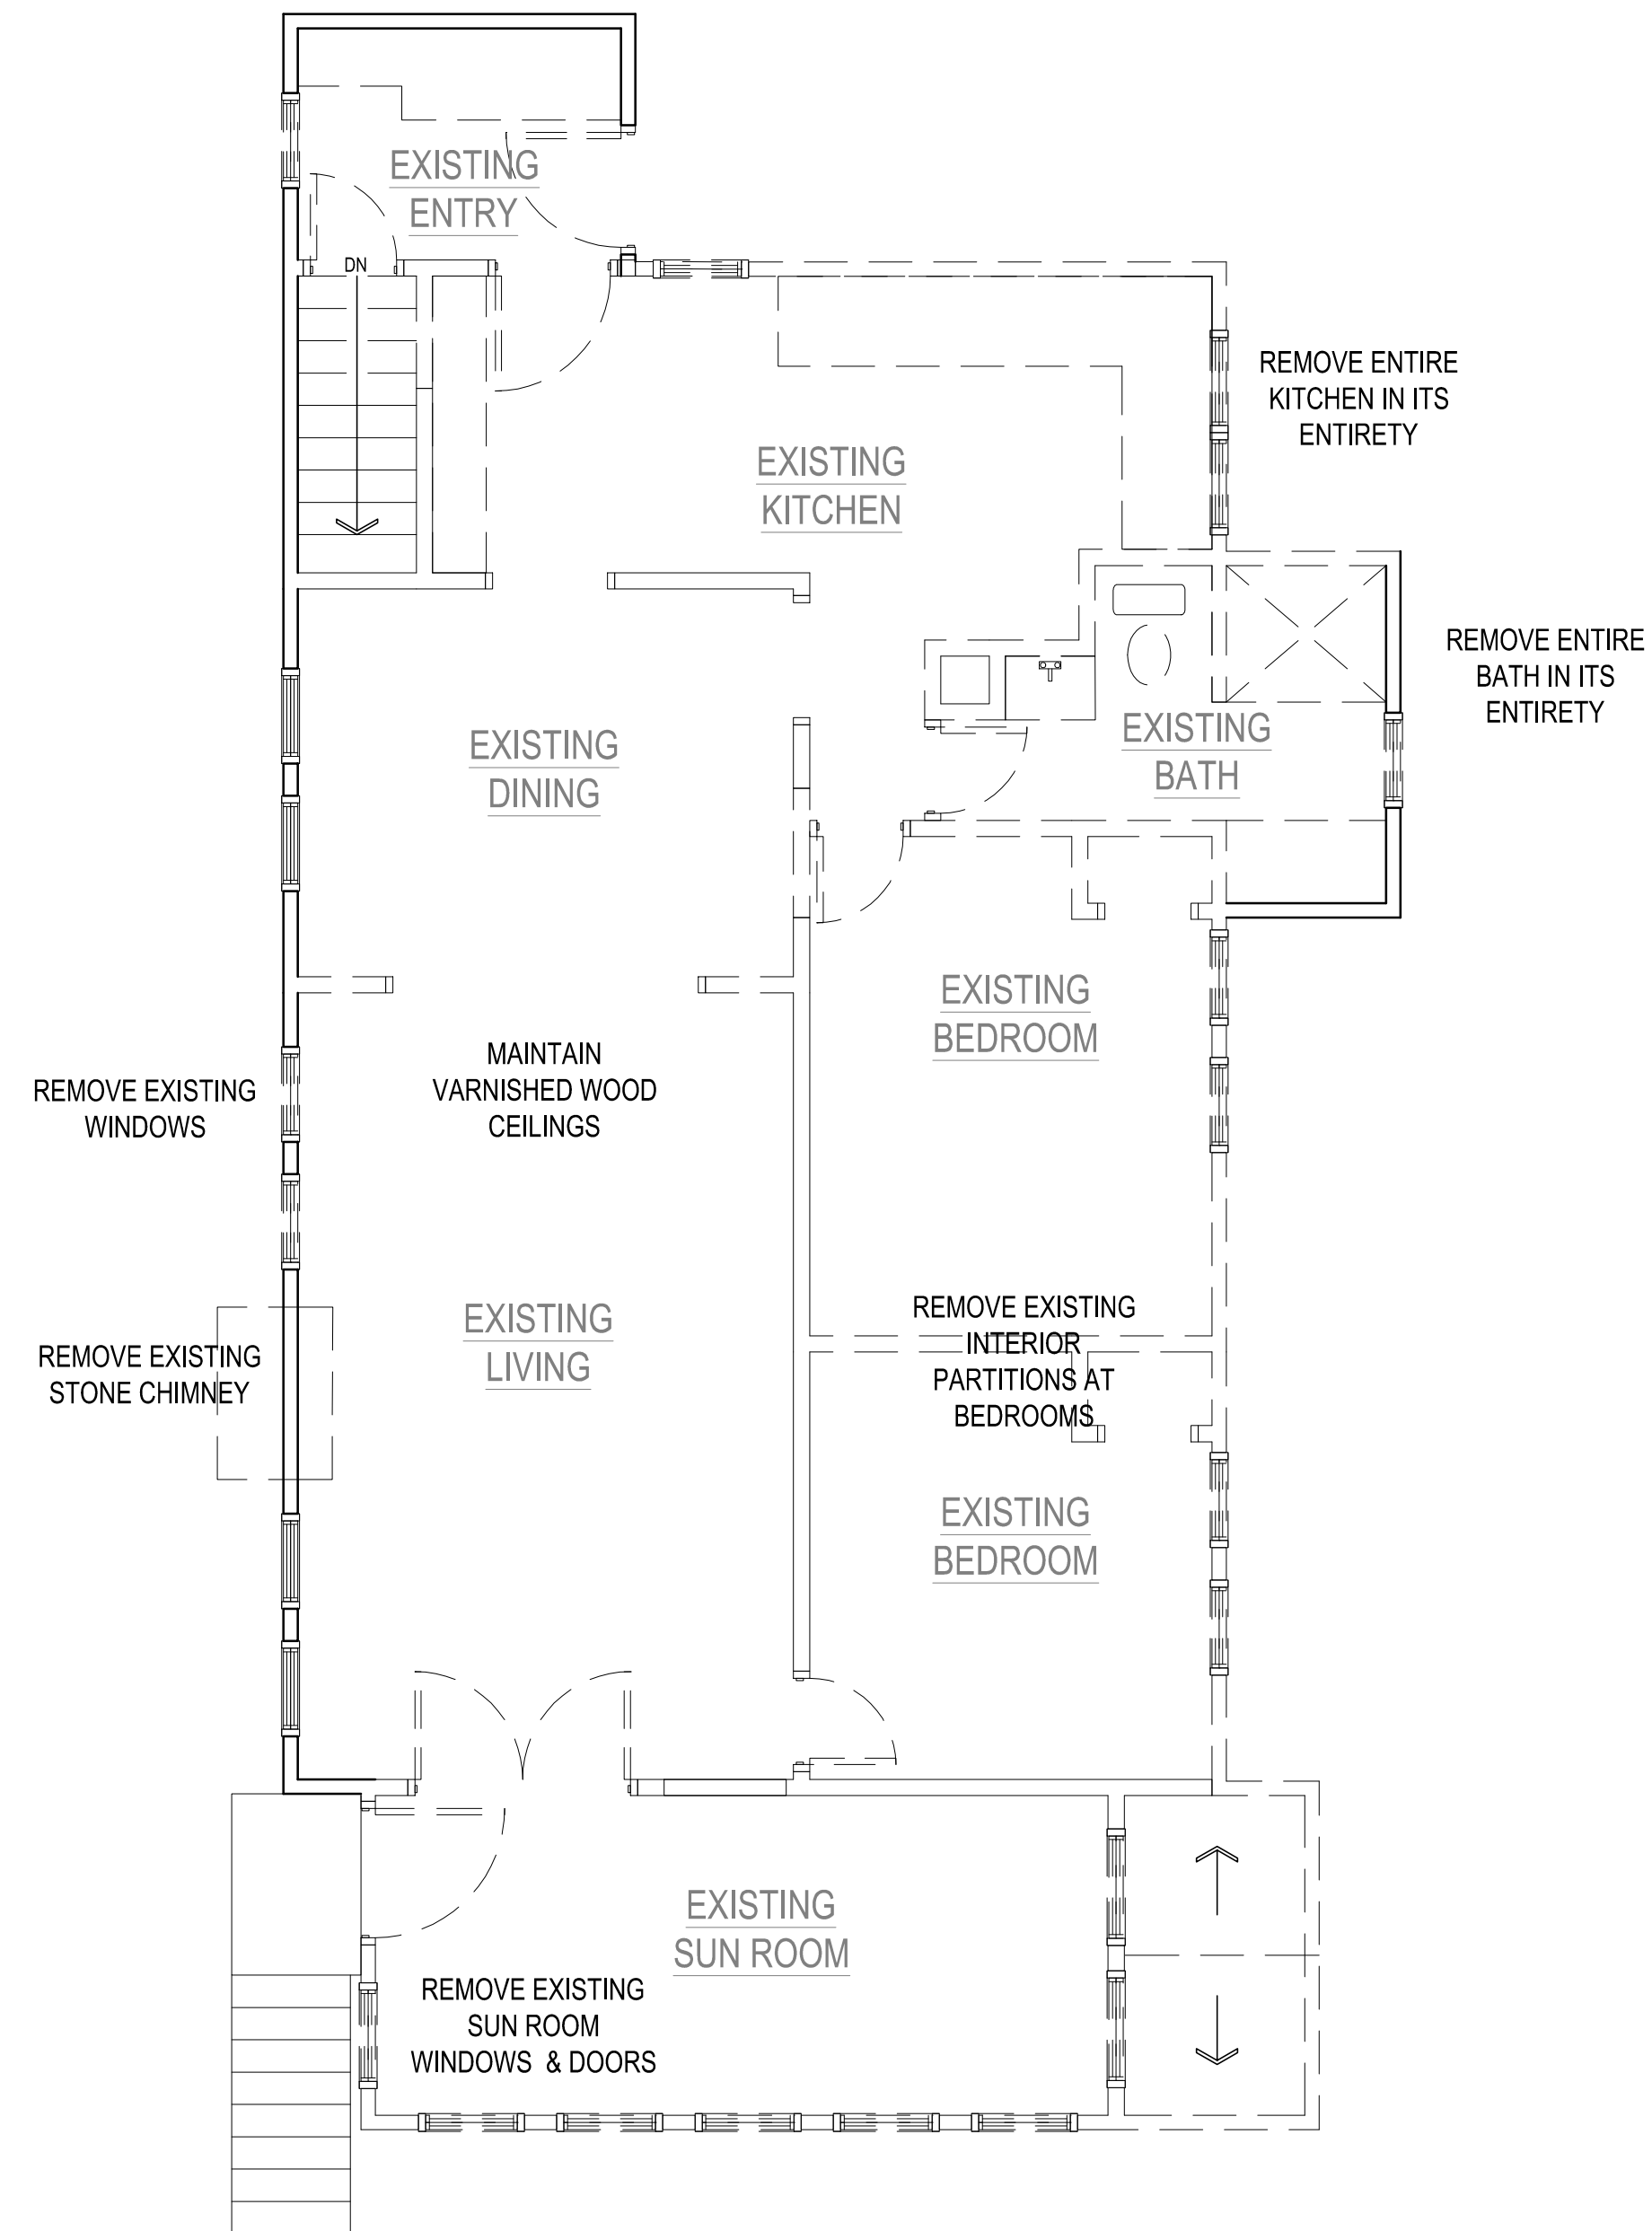 EXISTING
ENTRY
DN
REMOVE ENTIRE
KITCHEN IN ITS
ENTIRETY
EXISTING
KITCHEN
REMOVE ENTIRE
BATH IN ITS
ENTIRETY
EXISTING
BATH
EXISTING
DINING
EXISTING
BEDROOM
MAINTAIN
VARNISHED WOOD
CEILINGS
REMOVE EXISTING
WINDOWS
EXISTING
LIVING
REMOVE EXISTING
INTERIOR
PARTITIONS AT
BEDROOMS
REMOVE EXISTING
STONE CHIMNEY
EXISTING
BEDROOM
EXISTING
SUN ROOM
REMOVE EXISTING
SUN ROOM
WINDOWS & DOORS